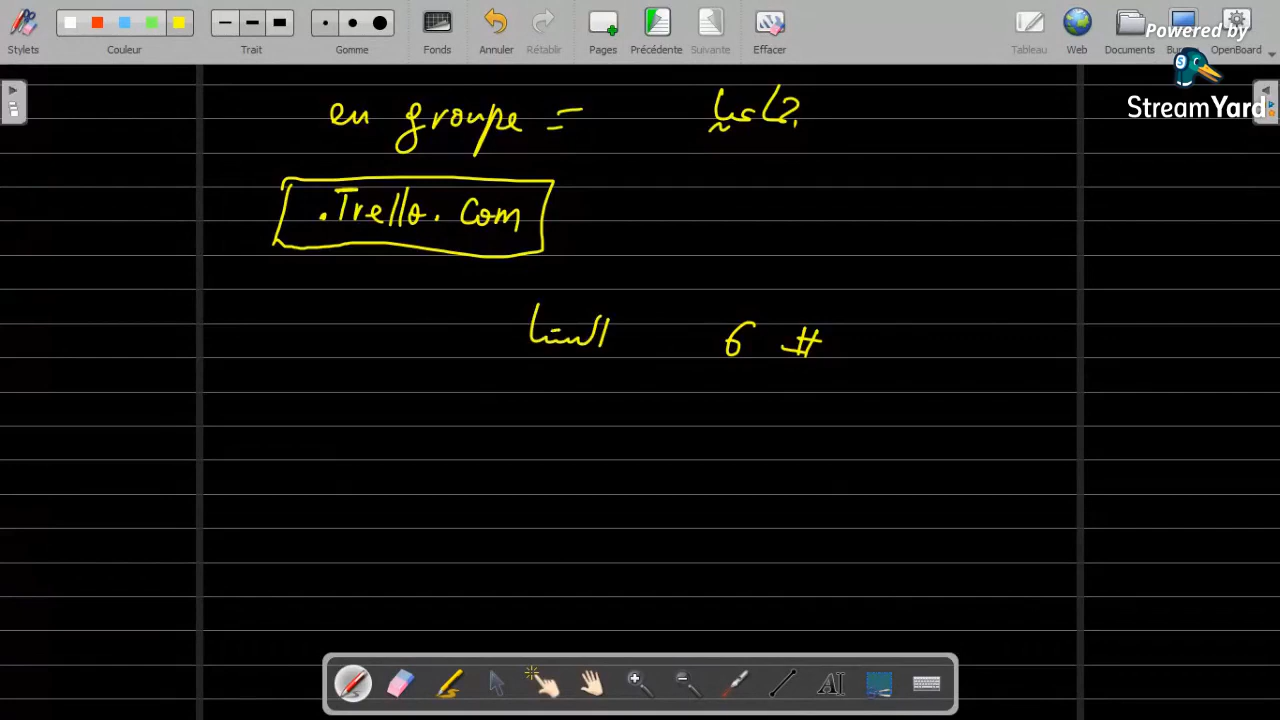 Stylets Couleur Trait Gomme Fonds Annuler Rétablir Pages Précédente Suivante Effacer Tableau Web Documents OpenBoard
Powered by
StreamYard
en groupe = جماعيا
.Trello.Com
6 #